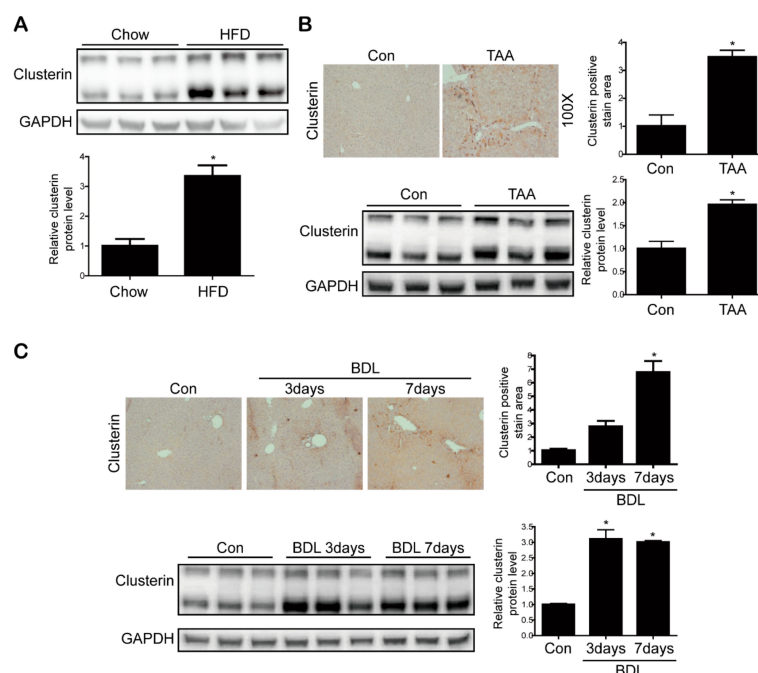 A
Chow HFD
Clusterin
GAPDH
Relative clusterin
protein level
5
4
3
2
1
0
*
Chow HFD
B
Con TAA
Clusterin
100X
Clusterin positive
stain area
4
3
2
1
0
*
Con TAA
Con TAA
Clusterin
GAPDH
Relative clusterin
protein level
2.5
2.0
1.5
1.0
0.5
0.0
*
Con TAA
C
BDL
Con 3days 7days
Clusterin
Clusterin positive
stain area
9
8
7
6
5
4
3
2
1
0
*
Con 3days 7days
BDL
Con BDL 3days BDL 7days
Clusterin
GAPDH
Relative clusterin
protein level
3.5
3.0
2.5
2.0
1.5
1.0
0.5
0.0
* *
Con 3days 7days
BDL